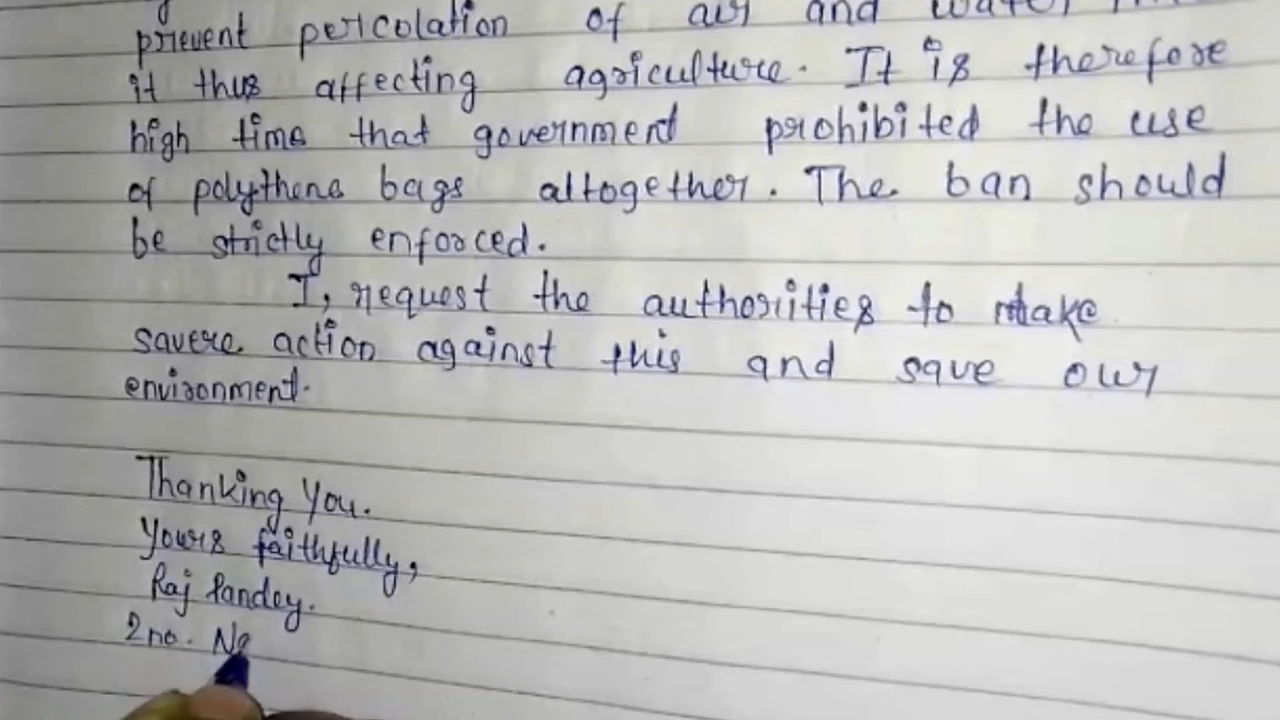 prevent percolation of air and water
it thus affecting agriculture. It is therefore
high time that government prohibited the use
of polythene bags altogether. The ban should
be strictly enforced.
I, request the authorities to take
savere action against this and save our
environment.
Thanking You.
Yours faithfully,
Raj Pandey.
2no. Ne